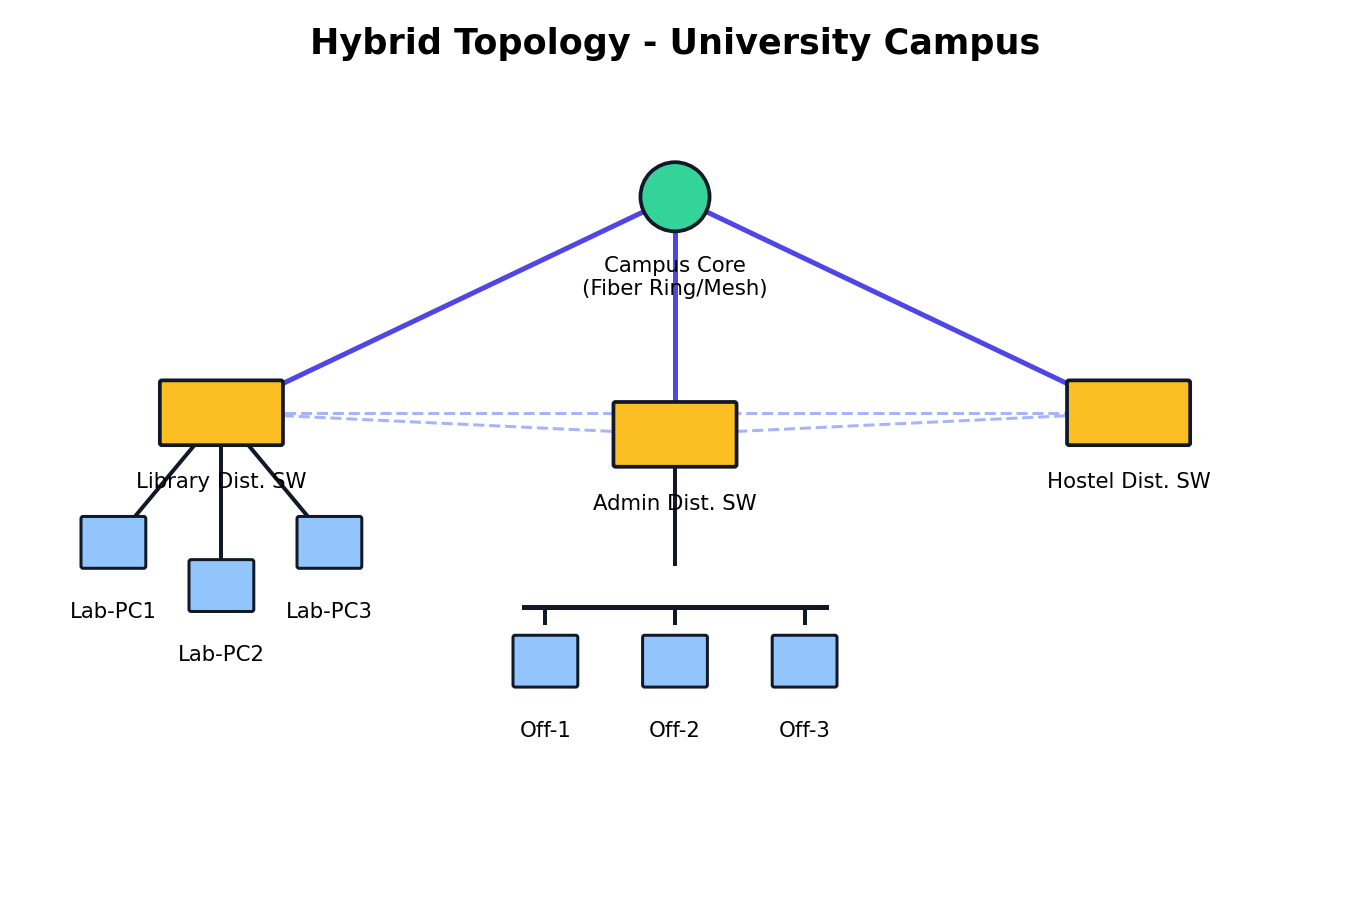 Hybrid Topology - University Campus
Campus Core
(Fiber Ring/Mesh)
Library Dist. SW
Hostel Dist. SW
Admin Dist. SW
Lab-PC1
Lab-PC3
Lab-PC2
Off-1
Off-2
Off-3